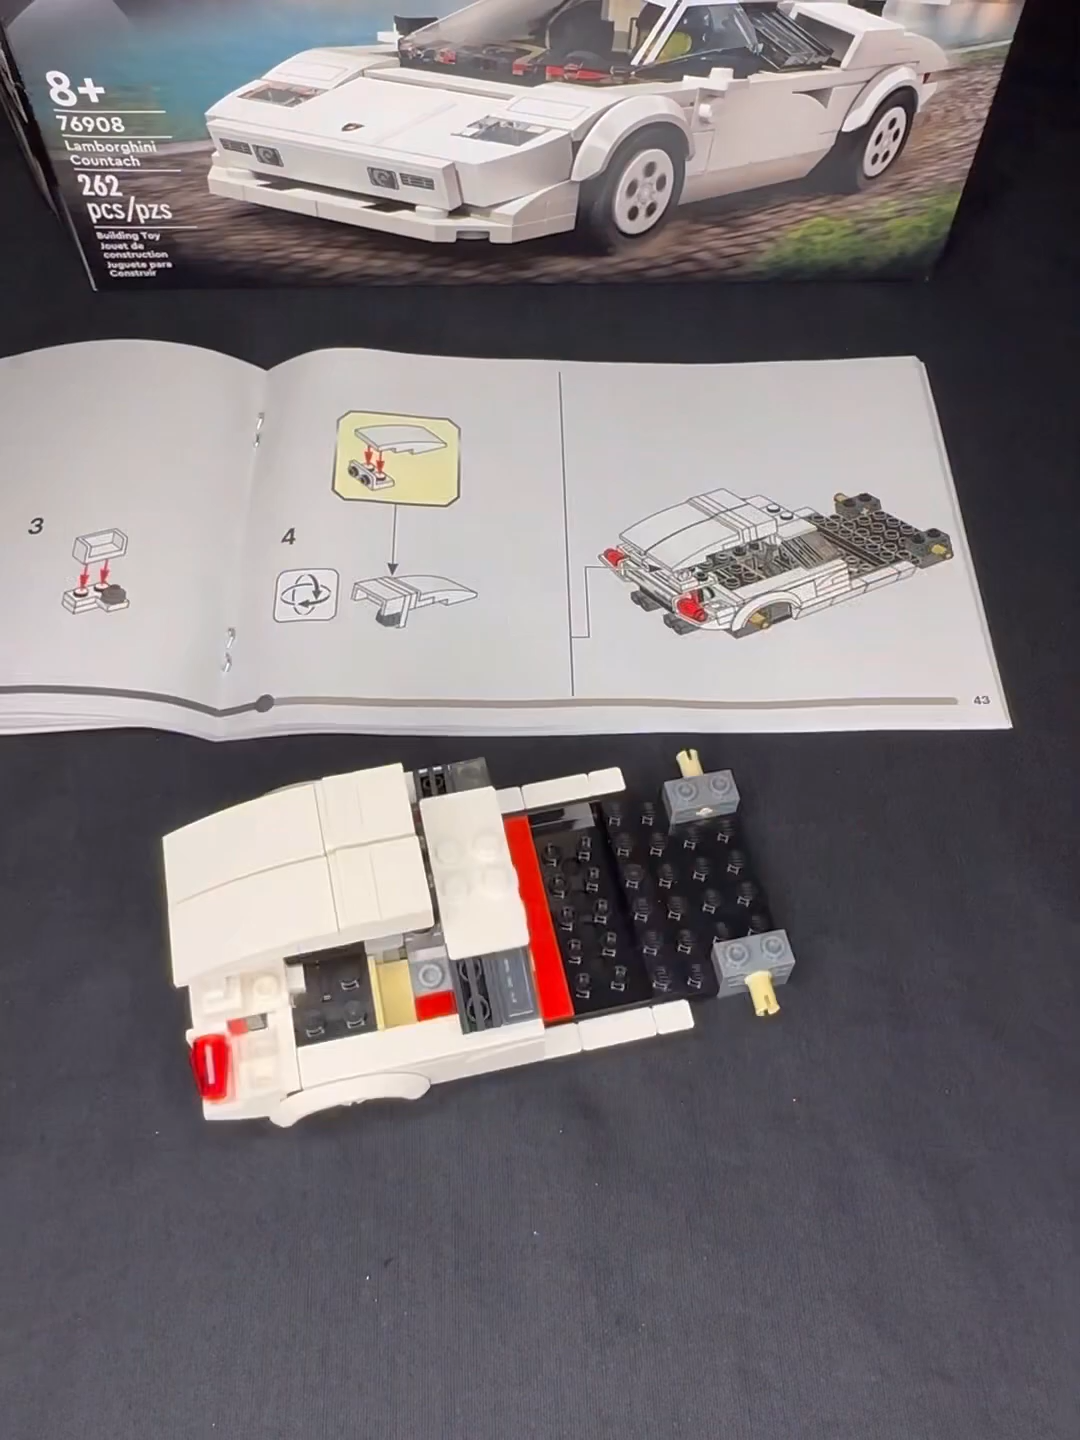 8+
76908
Lamborghini
Countach
262
pcs/pzs
Building Toy
Jouet de
construction
Juguete para
Construir
3
4
43